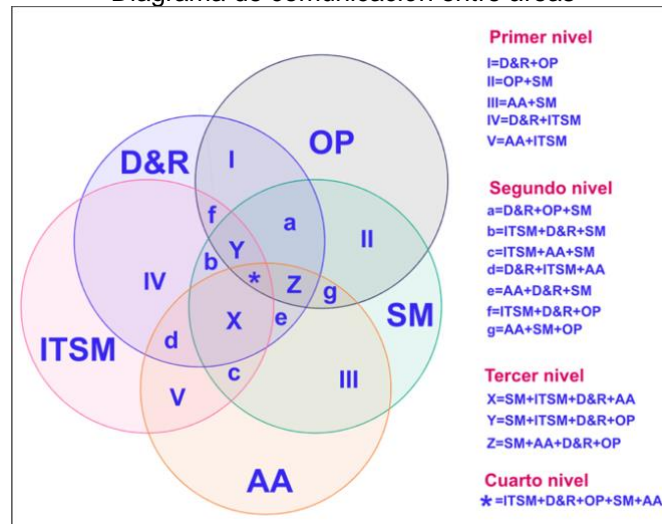 Diagrama de comunicación entre áreas
D&R
OP
I
f
a
II
Y
b
IV
*
Z
g
SM
ITSM
X
e
d
c
V
III
AA
Primer nivel
I=D&R+OP
II=OP+SM
III=AA+SM
IV=D&R+ITSM
V=AA+ITSM
Segundo nivel
a=D&R+OP+SM
b=ITSM+D&R+SM
c=ITSM+AA+SM
d=D&R+ITSM+AA
e=AA+D&R+SM
f=ITSM+D&R+OP
g=AA+SM+OP
Tercer nivel
X=SM+ITSM+D&R+AA
Y=SM+ITSM+D&R+OP
Z=SM+AA+D&R+OP
Cuarto nivel
*=ITSM+D&R+OP+SM+AA